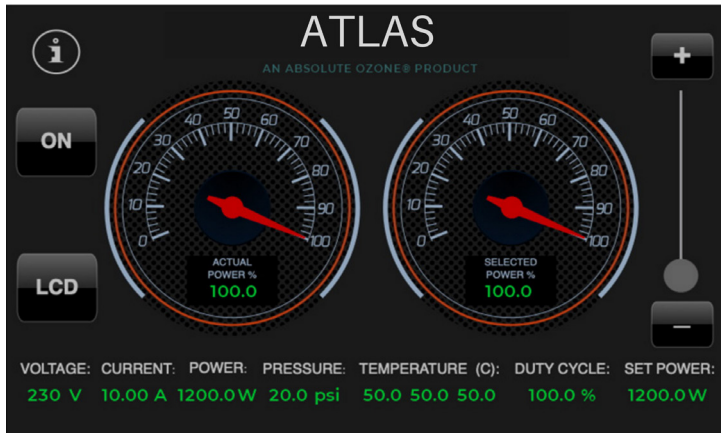 ATLAS
AN ABSOLUTE OZONE® PRODUCT
i
ON
LCD
+
−
0 10 20 30 40 50 60 70 80 90 100
ACTUAL
POWER %
100.0
0 10 20 30 40 50 60 70 80 90 100
SELECTED
POWER %
100.0
VOLTAGE: CURRENT: POWER: PRESSURE: TEMPERATURE (C): DUTY CYCLE: SET POWER:
230 V 10.00 A 1200.0W 20.0 psi 50.0 50.0 50.0 100.0 % 1200.0W